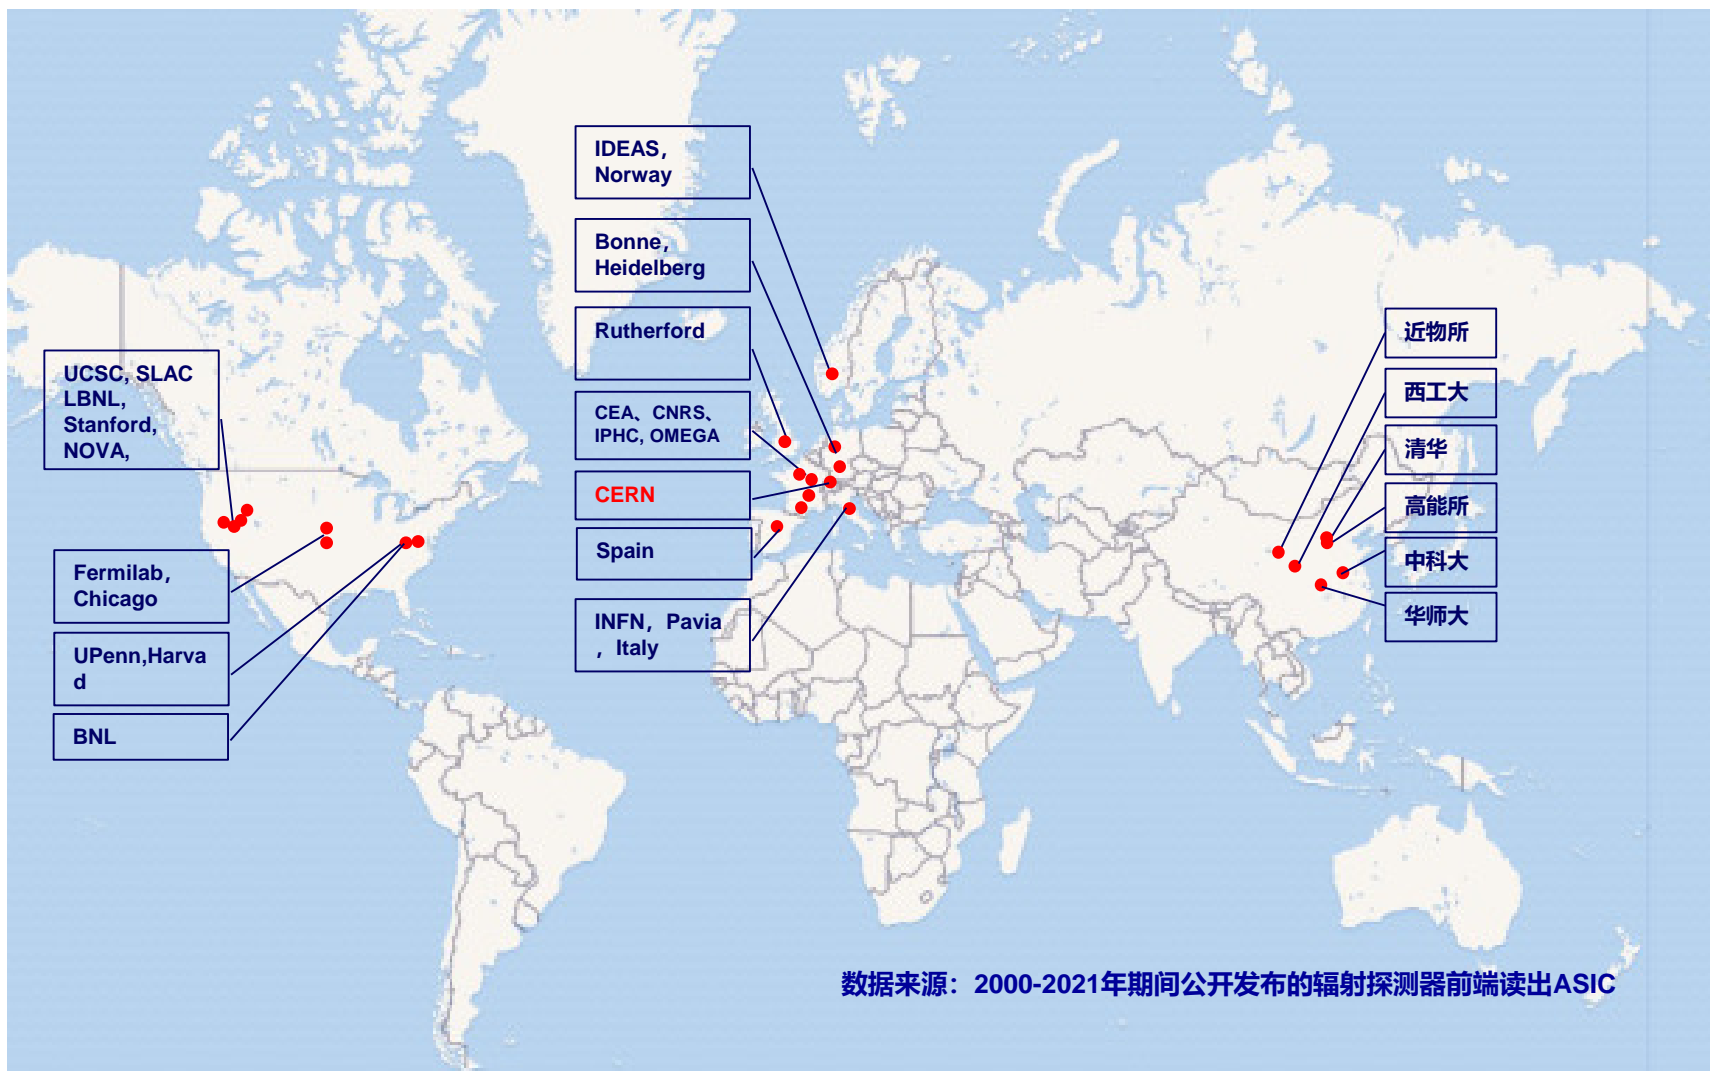 IDEAS,
Norway
Bonne,
Heidelberg
Rutherford
CEA、CNRS、
IPHC, OMEGA
CERN
Spain
INFN, Pavia
, Italy
UCSC, SLAC
LBNL,
Stanford,
NOVA,
Fermilab,
Chicago
UPenn,Harva
d
BNL
近物所
西工大
清华
高能所
中科大
华师大
数据来源：2000-2021年期间公开发布的辐射探测器前端读出ASIC